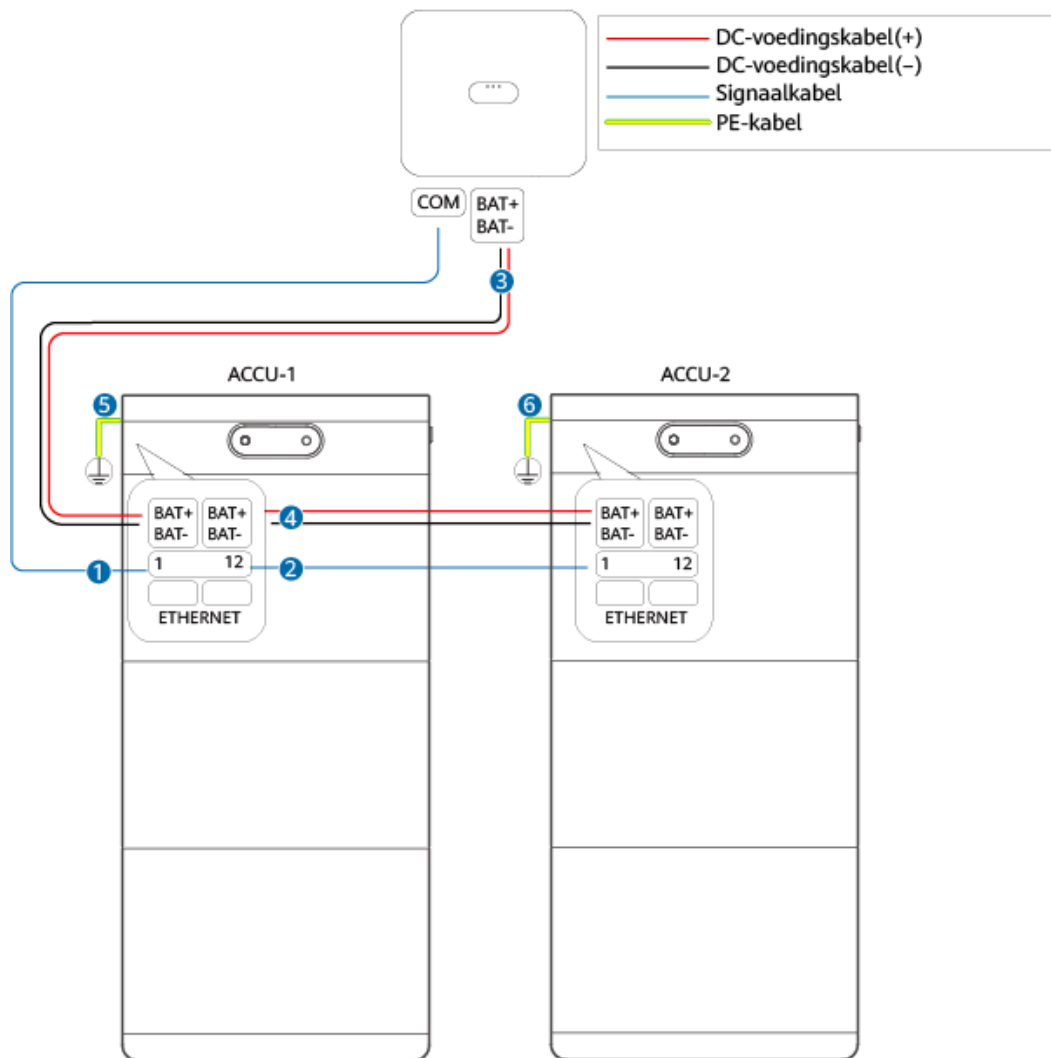 DC-voedingskabel(+)
DC-voedingskabel(−)
Signaalkabel
PE-kabel
COM
BAT+
BAT-
3
ACCU-1
ACCU-2
5
6
BAT+ BAT+
BAT- BAT-
4
BAT+ BAT+
BAT- BAT-
1
1 12
2
1 12
ETHERNET
ETHERNET